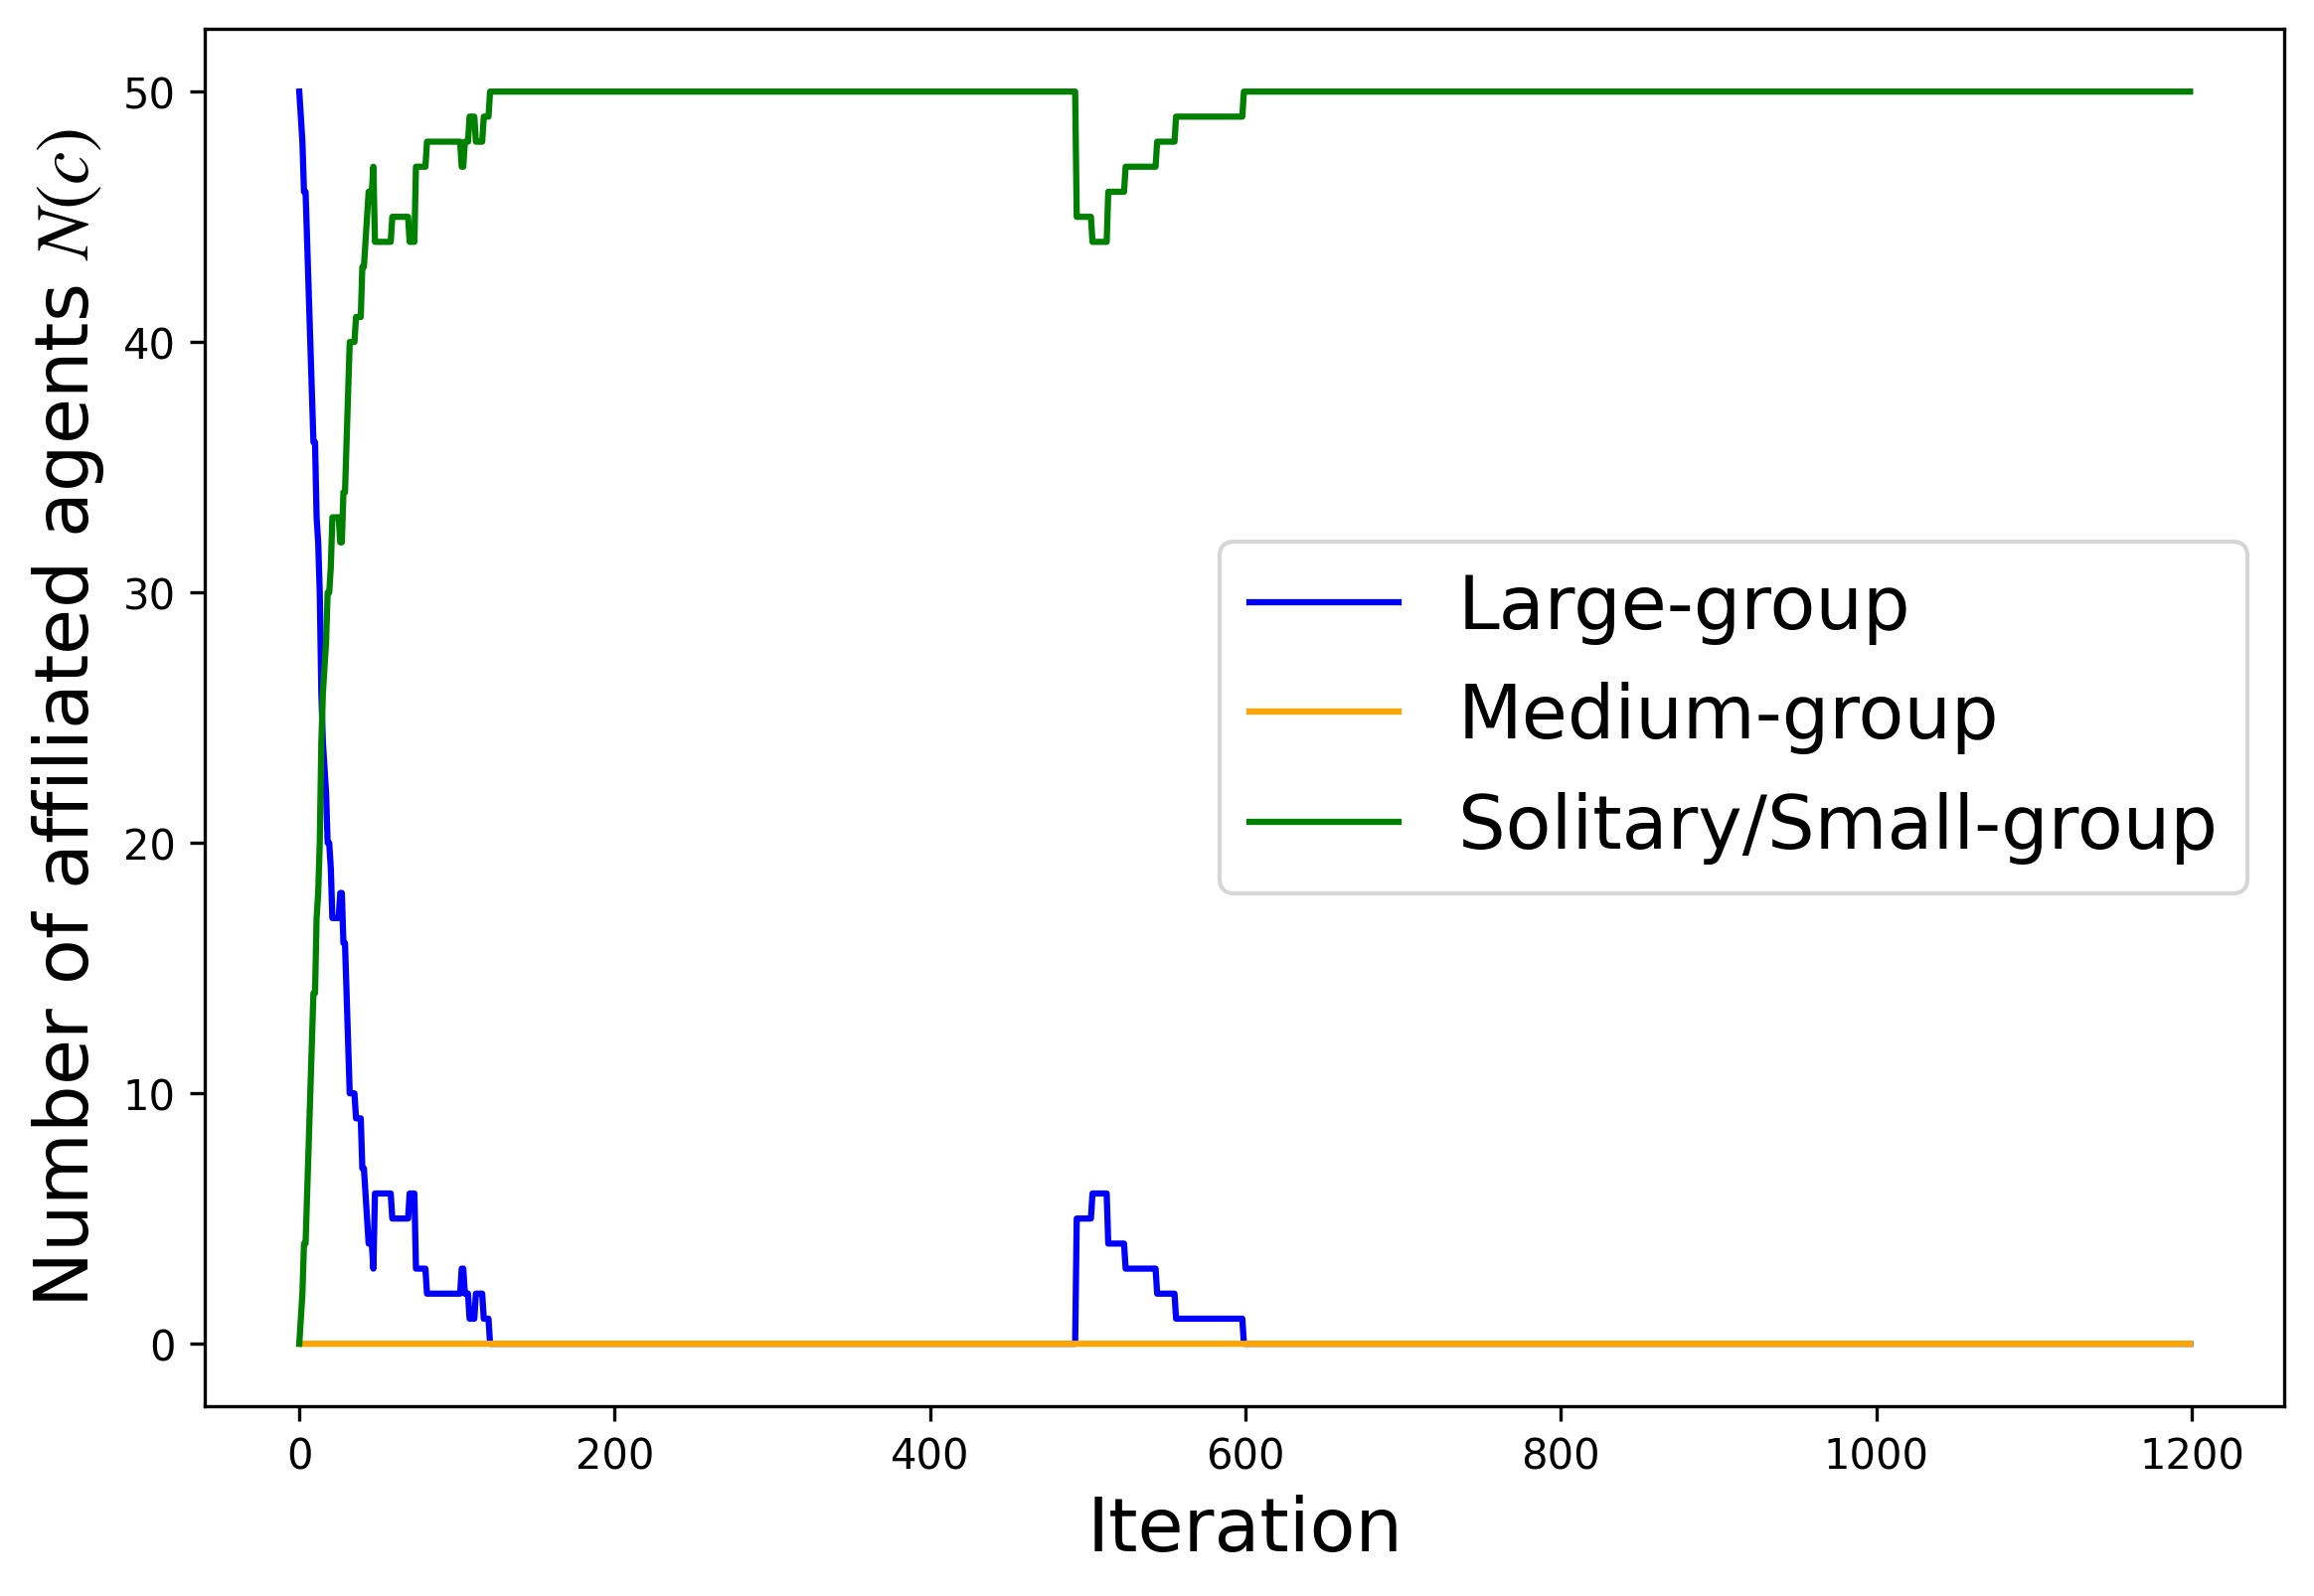 Number of affiliated agents N(c)
50
40
30
20
10
0
Large-group
Medium-group
Solitary/Small-group
0 200 400 600 800 1000 1200
Iteration